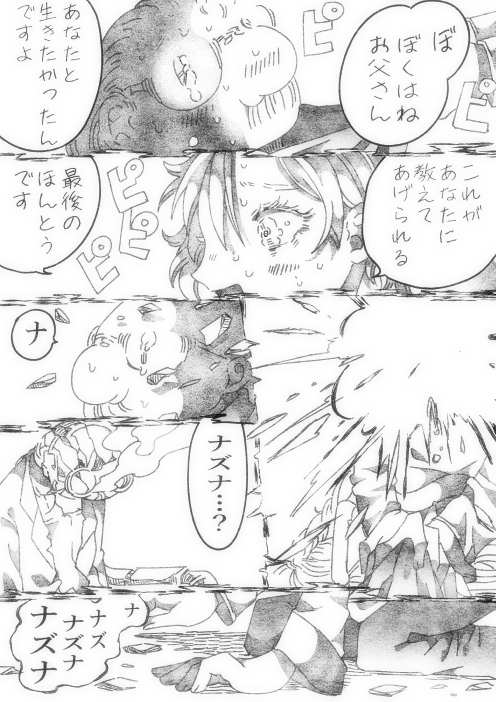 ぼ
ぼくはね
お父さん
ピ
ピ
あなたと
生きたかったん
ですよ
これが
あなたに
教えて
あげられる
ピ
ピ
ピ
最後の
ほんとう
です
ナ
ナズナ…?
ナ
ナズ
ナズナ
ナズナ